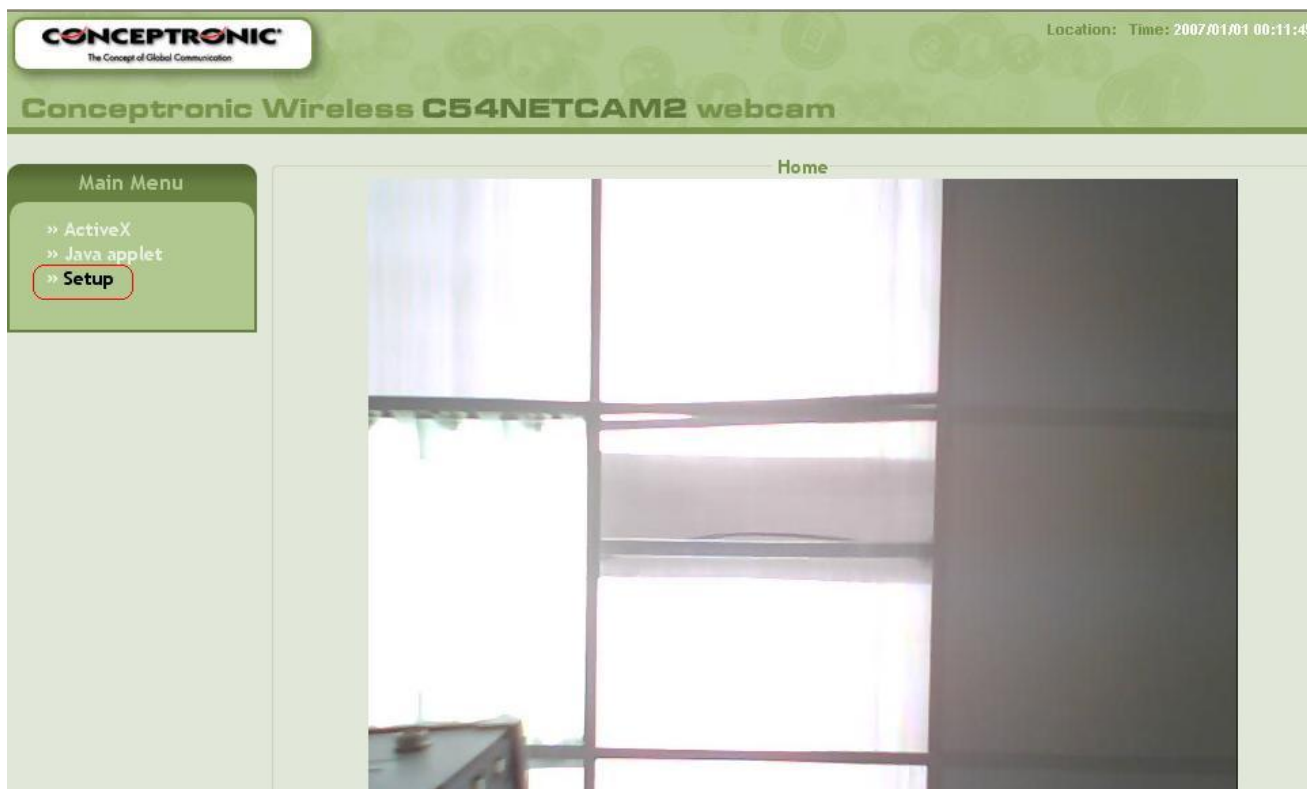 CONCEPTRONIC
The Concept of Global Communication
Location: Time: 2007/01/01 00:11:4
Conceptronic Wireless C54NETCAM2 webcam
Main Menu
Home
» ActiveX
» Java applet
» Setup